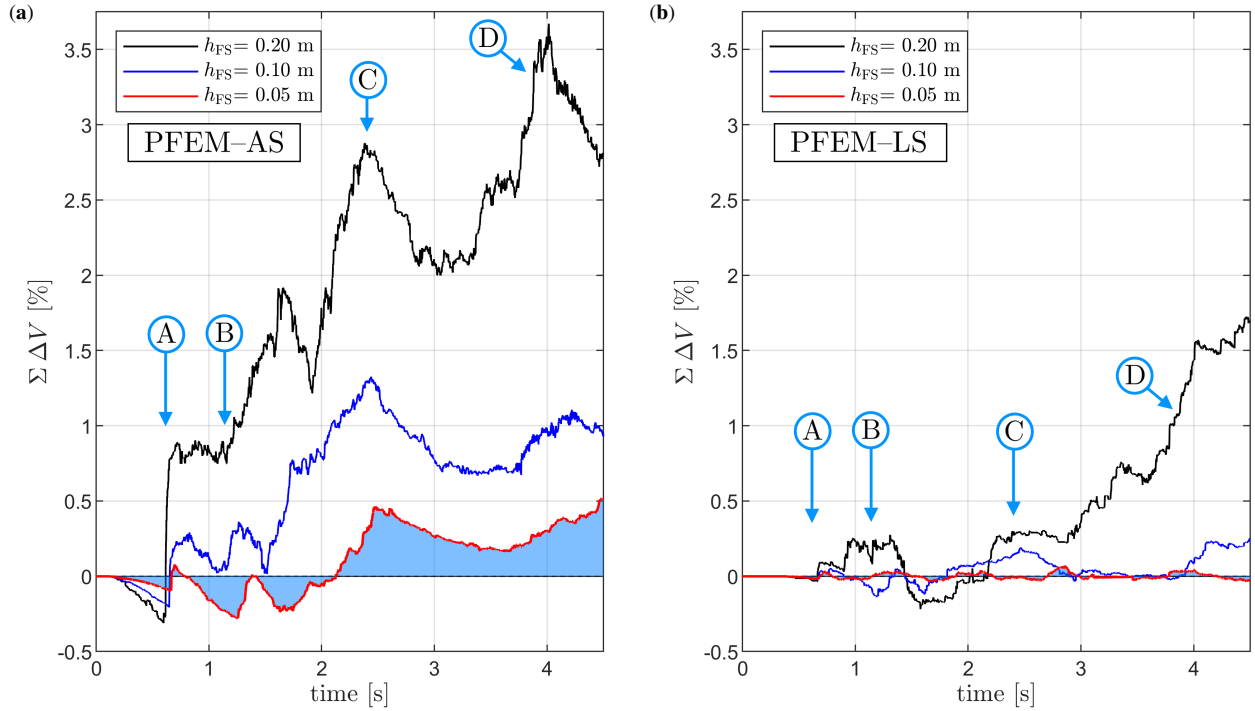 (a)
h_FS = 0.20 m
h_FS = 0.10 m
h_FS = 0.05 m
PFEM–AS
A
B
C
D
3.5
3
2.5
2
1.5
1
0.5
0
-0.5
Σ ΔV [%]
0 1 2 3 4
time [s]
(b)
h_FS = 0.20 m
h_FS = 0.10 m
h_FS = 0.05 m
PFEM–LS
A
B
C
D
3.5
3
2.5
2
1.5
1
0.5
0
-0.5
Σ ΔV [%]
0 1 2 3 4
time [s]